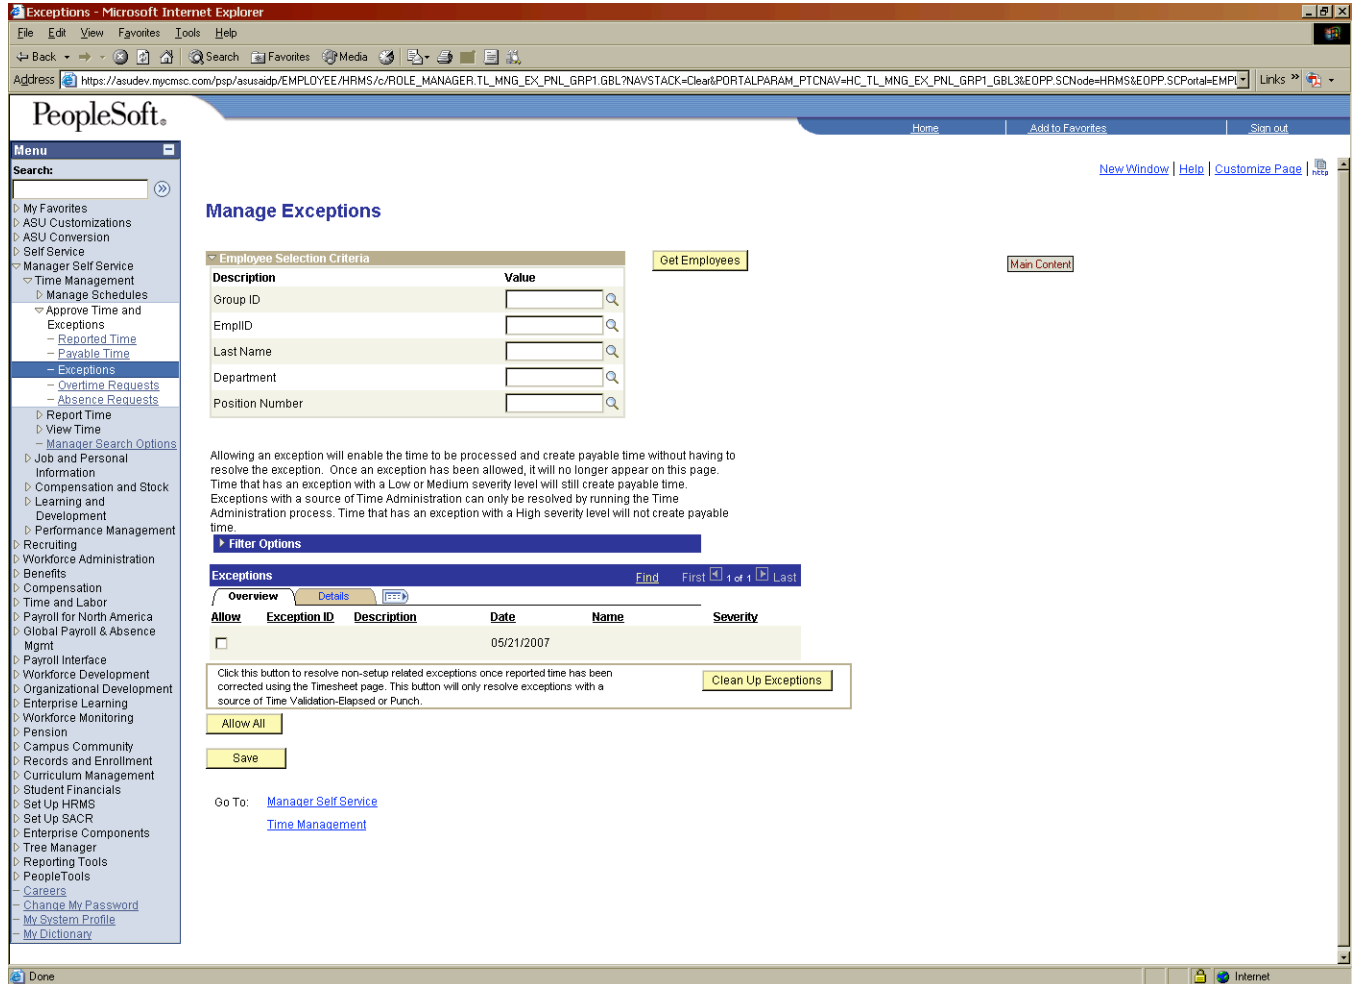 Exceptions - Microsoft Internet Explorer
File Edit View Favorites Tools Help
Back Search Favorites Media
Address https://asudev.mycmsc.com/psp/asusaidp/EMPLOYEE/HRMS/c/ROLE_MANAGER.TL_MNG_EX_PNL_GRP1.GBL?NAVSTACK=Clear&PORTALPARAM_PTCNAV=HC_TL_MNG_EX_PNL_GRP1_GBL3&EOPP.SCNode=HRMS&EOPP.SCPortal=EMPL Links »
PeopleSoft®
Home Add to Favorites Sign out
Menu
Search:
New Window | Help | Customize Page | http
My Favorites
ASU Customizations
ASU Conversion
Self Service
Manager Self Service
Time Management
Manage Schedules
Approve Time and
Exceptions
– Reported Time
– Payable Time
– Exceptions
– Overtime Requests
– Absence Requests
Report Time
View Time
– Manager Search Options
Job and Personal
Information
Compensation and Stock
Learning and
Development
Performance Management
Recruiting
Workforce Administration
Benefits
Compensation
Time and Labor
Payroll for North America
Global Payroll & Absence
Mgmt
Payroll Interface
Workforce Development
Organizational Development
Enterprise Learning
Workforce Monitoring
Pension
Campus Community
Records and Enrollment
Curriculum Management
Student Financials
Set Up HRMS
Set Up SACR
Enterprise Components
Tree Manager
Reporting Tools
PeopleTools
– Careers
– Change My Password
– My System Profile
– My Dictionary
Manage Exceptions
Employee Selection Criteria
Get Employees
Main Content
Description Value
Group ID
EmplID
Last Name
Department
Position Number
Allowing an exception will enable the time to be processed and create payable time without having to
resolve the exception. Once an exception has been allowed, it will no longer appear on this page.
Time that has an exception with a Low or Medium severity level will still create payable time.
Exceptions with a source of Time Administration can only be resolved by running the Time
Administration process. Time that has an exception with a High severity level will not create payable
time.
Filter Options
Exceptions Find First 1 of 1 Last
Overview Details
Allow Exception ID Description Date Name Severity
05/21/2007
Click this button to resolve non-setup related exceptions once reported time has been
corrected using the Timesheet page. This button will only resolve exceptions with a
source of Time Validation-Elapsed or Punch.
Clean Up Exceptions
Allow All
Save
Go To: Manager Self Service
Time Management
Done Internet